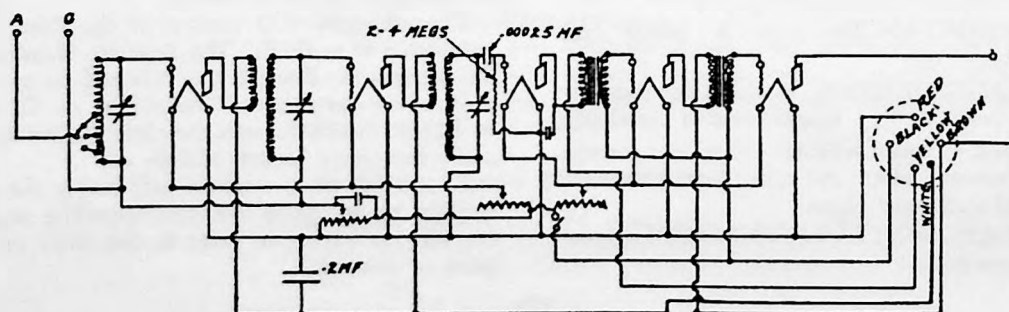 A G
2-4 MEGS
.00025 MF
.2MF
RED
BLACK
YELLOW
BROWN
WHITE